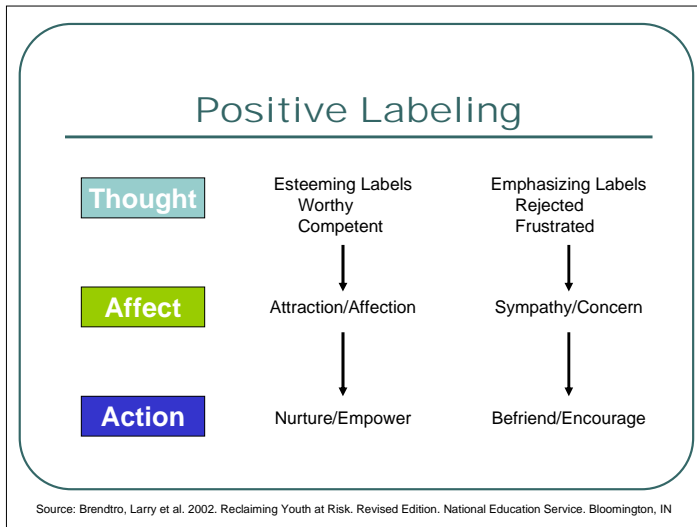 Positive Labeling
Thought
Esteeming Labels
Worthy
Competent
Emphasizing Labels
Rejected
Frustrated
Affect
Attraction/Affection
Sympathy/Concern
Action
Nurture/Empower
Befriend/Encourage
Source: Brendtro, Larry et al. 2002. Reclaiming Youth at Risk. Revised Edition. National Education Service. Bloomington, IN